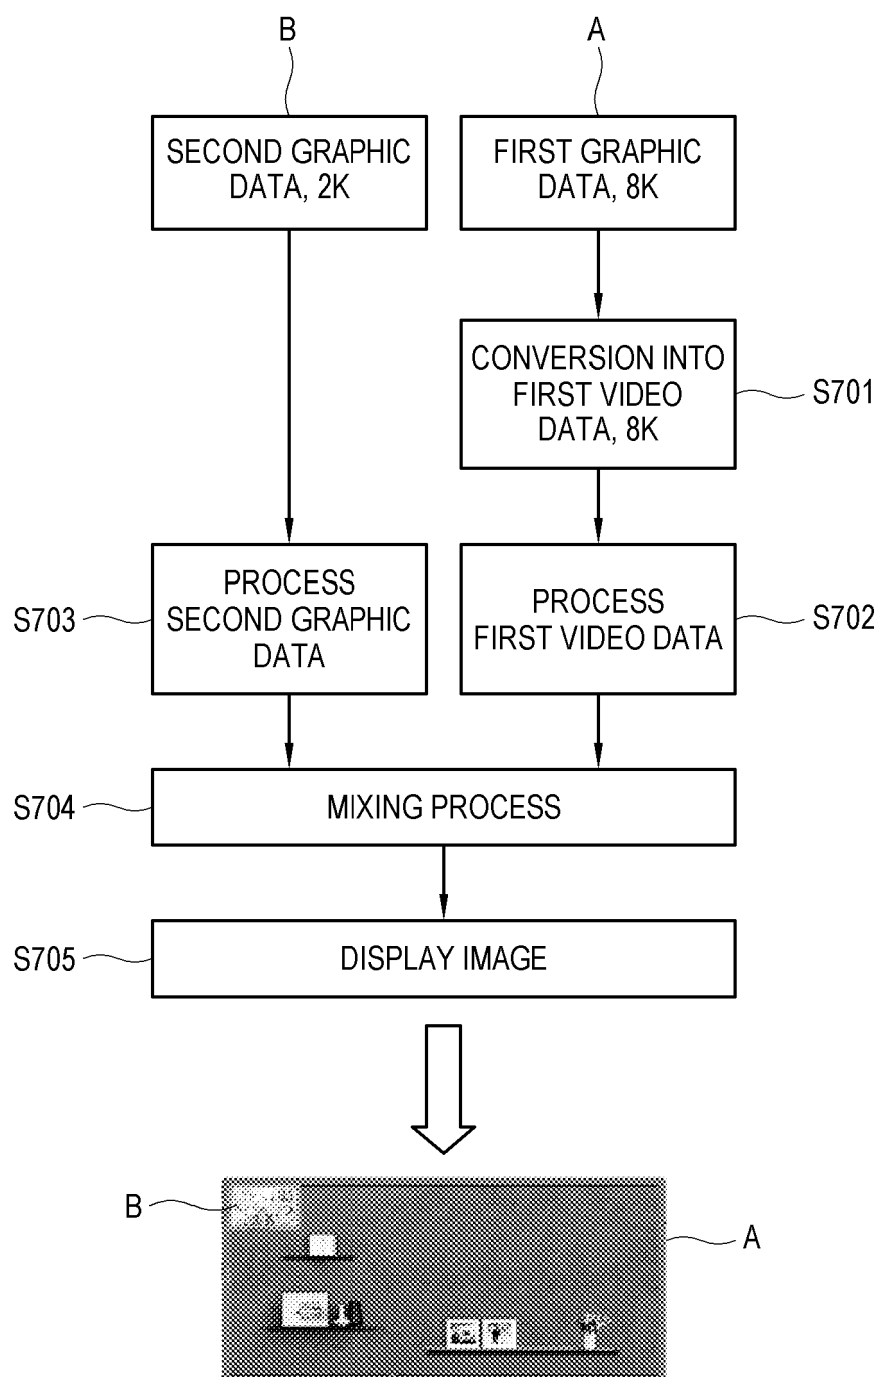 B
A
SECOND GRAPHIC
DATA, 2K
FIRST GRAPHIC
DATA, 8K
CONVERSION INTO
FIRST VIDEO
DATA, 8K
S701
S703
PROCESS
SECOND GRAPHIC
DATA
PROCESS
FIRST VIDEO DATA
S702
S704
MIXING PROCESS
S705
DISPLAY IMAGE
B
A